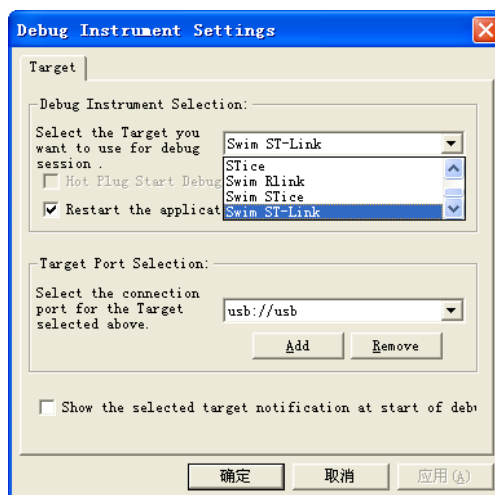 Debug Instrument Settings
Target
Debug Instrument Selection:
Select the Target you
want to use for debug
session .
Swim ST-Link
STice
Swim Rlink
Swim STice
Swim ST-Link
Hot Plug Start Debug
Restart the applicat
Target Port Selection:
Select the connection
port for the Target
selected above.
usb://usb
Add
Remove
Show the selected target notification at start of debu
确定
取消
应用(A)